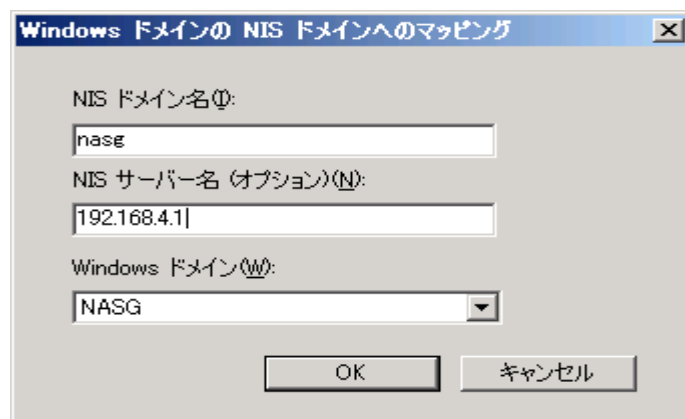 Windows ドメインの NIS ドメインへのマッピング
NIS ドメイン名(I):
nasg
NIS サーバー名 (オプション)(N):
192.168.4.1
Windows ドメイン(W):
NASG
OK
キャンセル